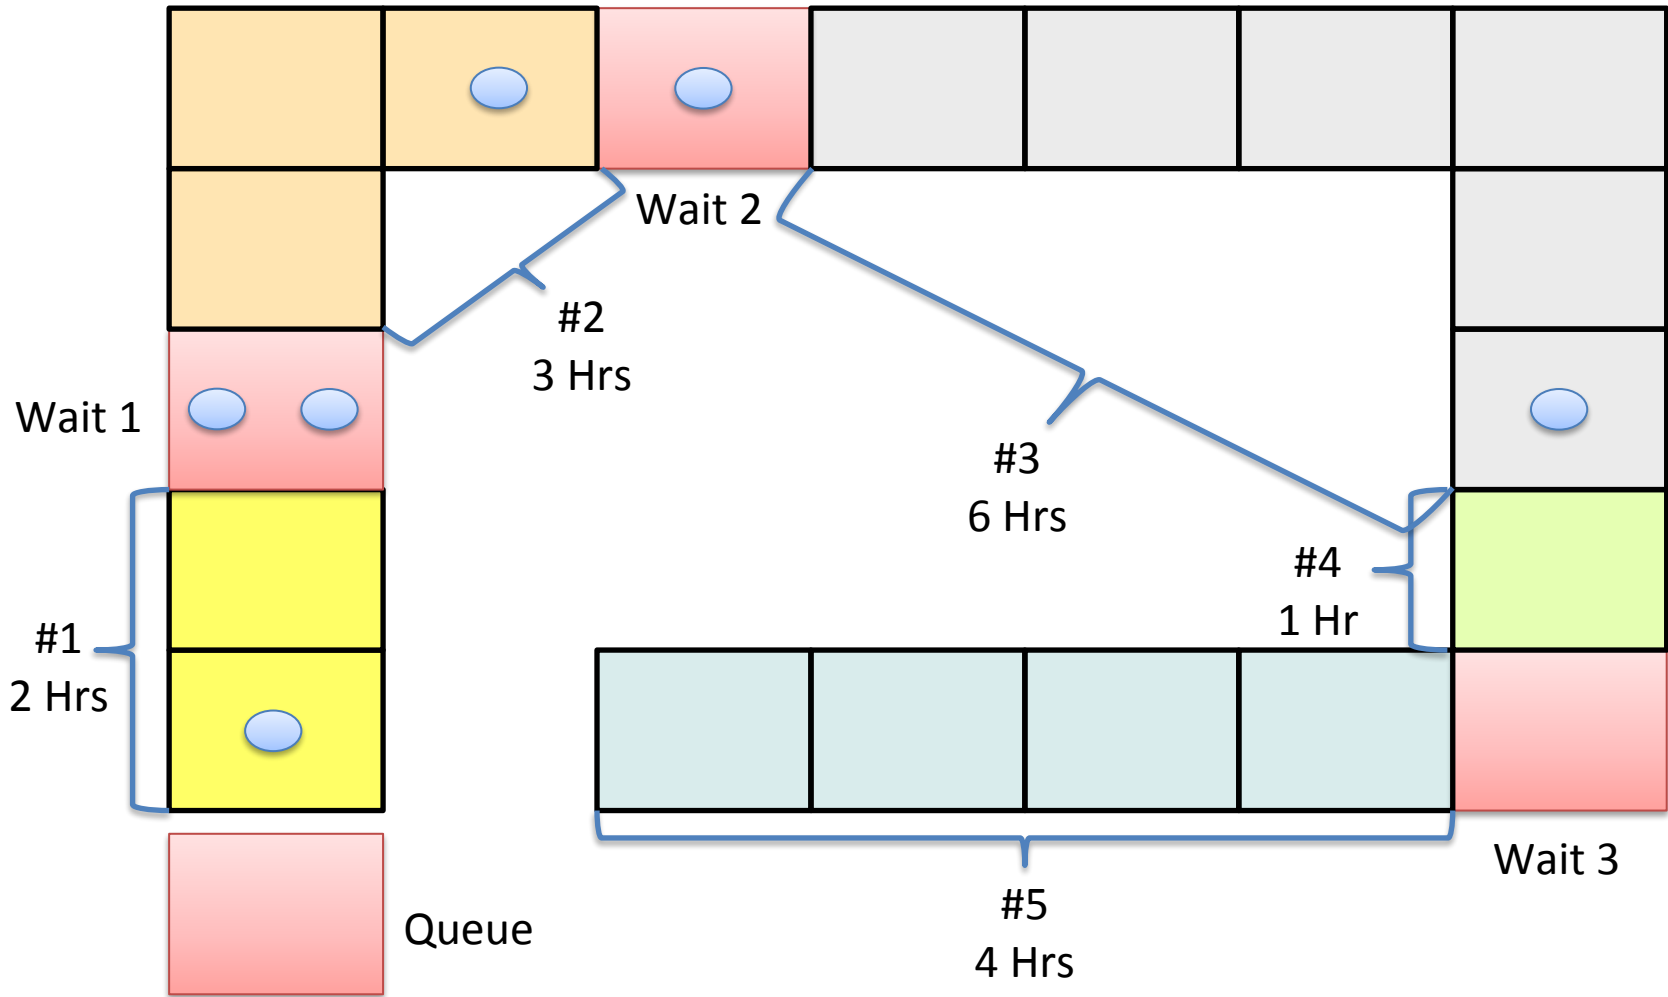 Wait 2
#2
3 Hrs
Wait 1
#3
6 Hrs
#4
1 Hr
#1
2 Hrs
Wait 3
#5
4 Hrs
Queue